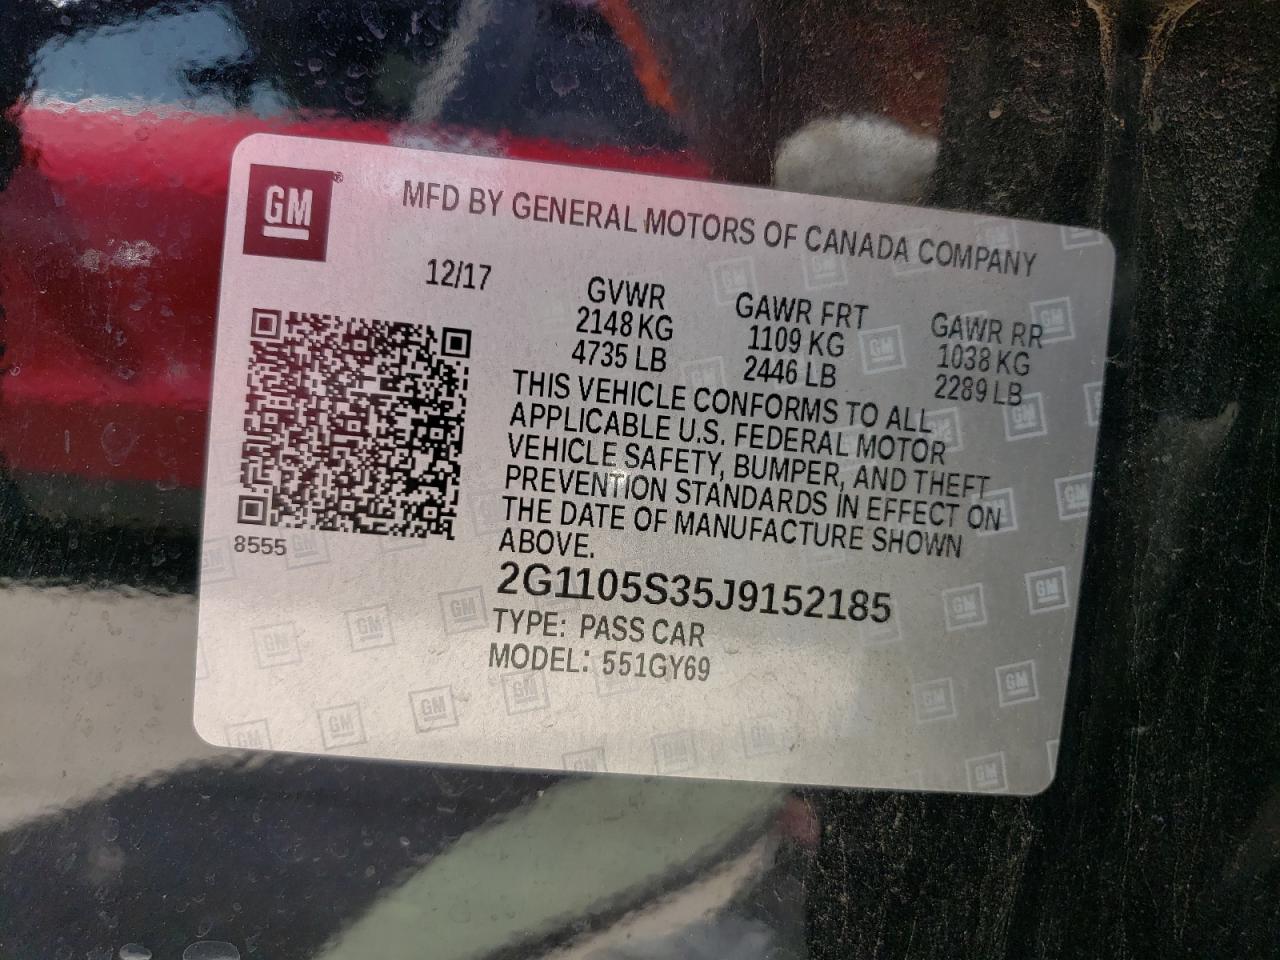 GM
MFD BY GENERAL MOTORS OF CANADA COMPANY
12/17
GVWR
2148 KG
4735 LB
GAWR FRT
1109 KG
2446 LB
GAWR RR
1038 KG
2289 LB
THIS VEHICLE CONFORMS TO ALL
APPLICABLE U.S. FEDERAL MOTOR
VEHICLE SAFETY, BUMPER, AND THEFT
PREVENTION STANDARDS IN EFFECT ON
THE DATE OF MANUFACTURE SHOWN
ABOVE.
8555
2G1105S35J9152185
TYPE: PASS CAR
MODEL: 551GY69